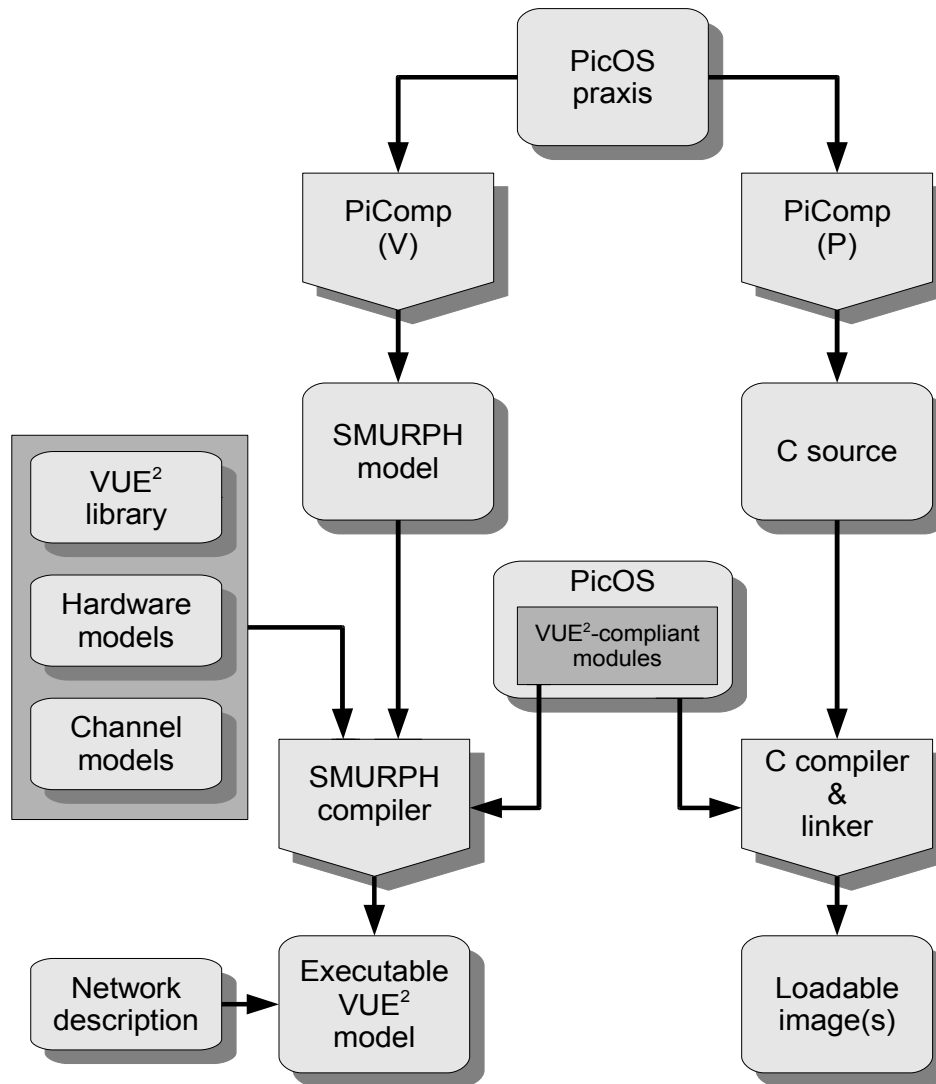 PicOS
praxis
PiComp
(V)
PiComp
(P)
SMURPH
model
C source
VUE²
library
Hardware
models
Channel
models
PicOS
VUE²-compliant
modules
SMURPH
compiler
C compiler
&
linker
Network
description
Executable
VUE²
model
Loadable
image(s)